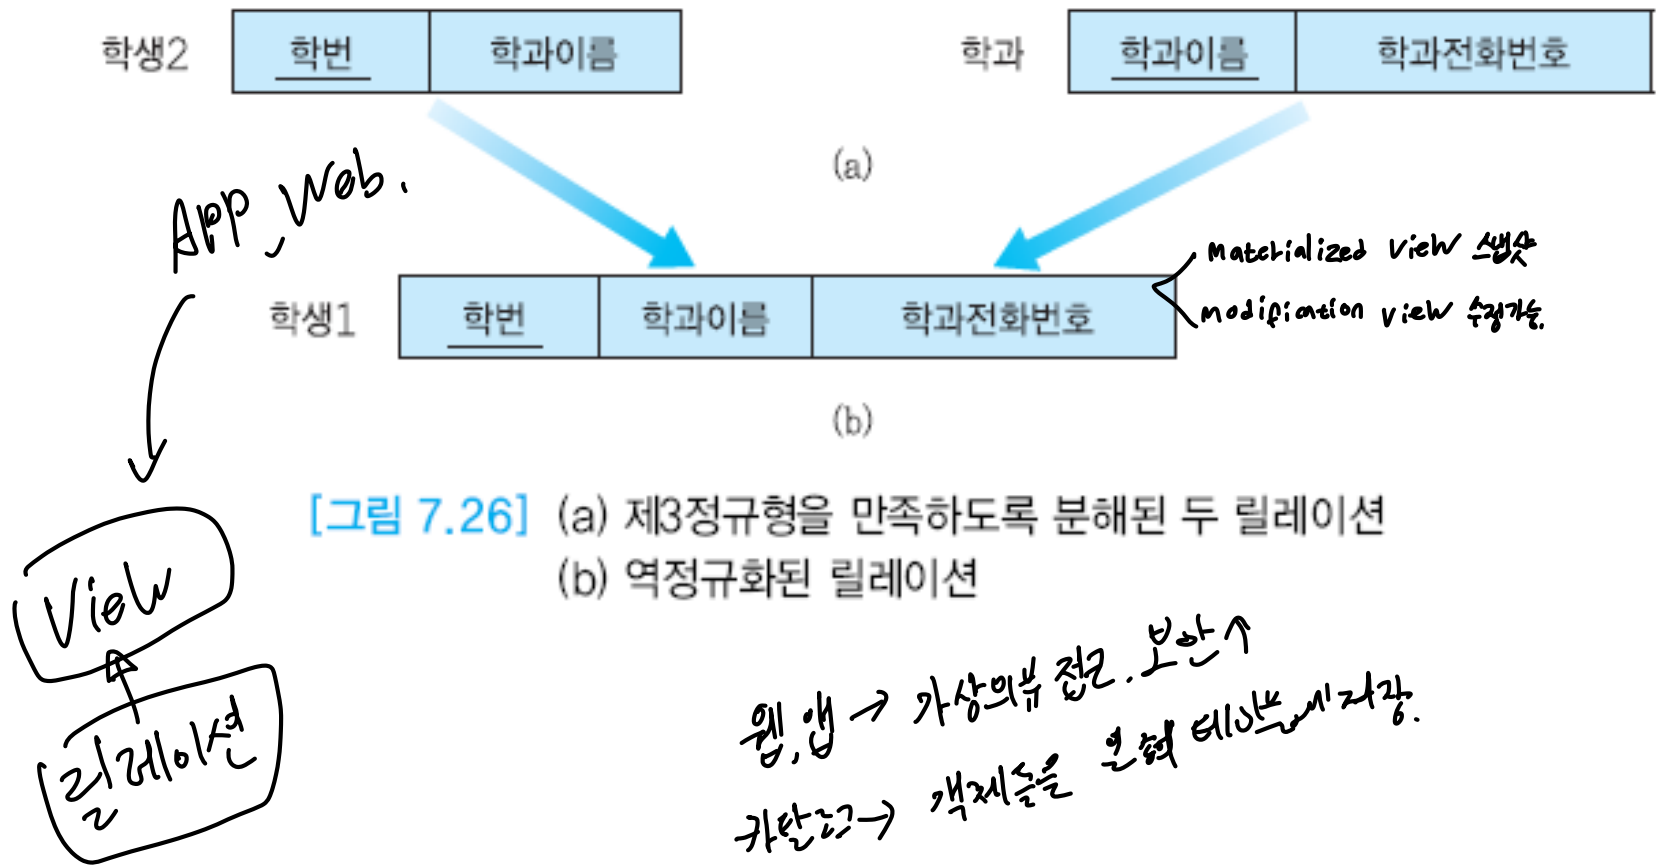 학생2 학번 학과이름 학과 학과이름 학과전화번호
(a)
App, Web.
Materialized View 스냅샷
Modifiation View 수정가능.
학생1 학번 학과이름 학과전화번호
(b)
[그림 7.26] (a) 제3정규형을 만족하도록 분해된 두 릴레이션
(b) 역정규화된 릴레이션
View
릴레이션
웹, 앱 → 가상의뷰 접근. 보안↑
카탈로그 → 객체들을 테이블에 저장.